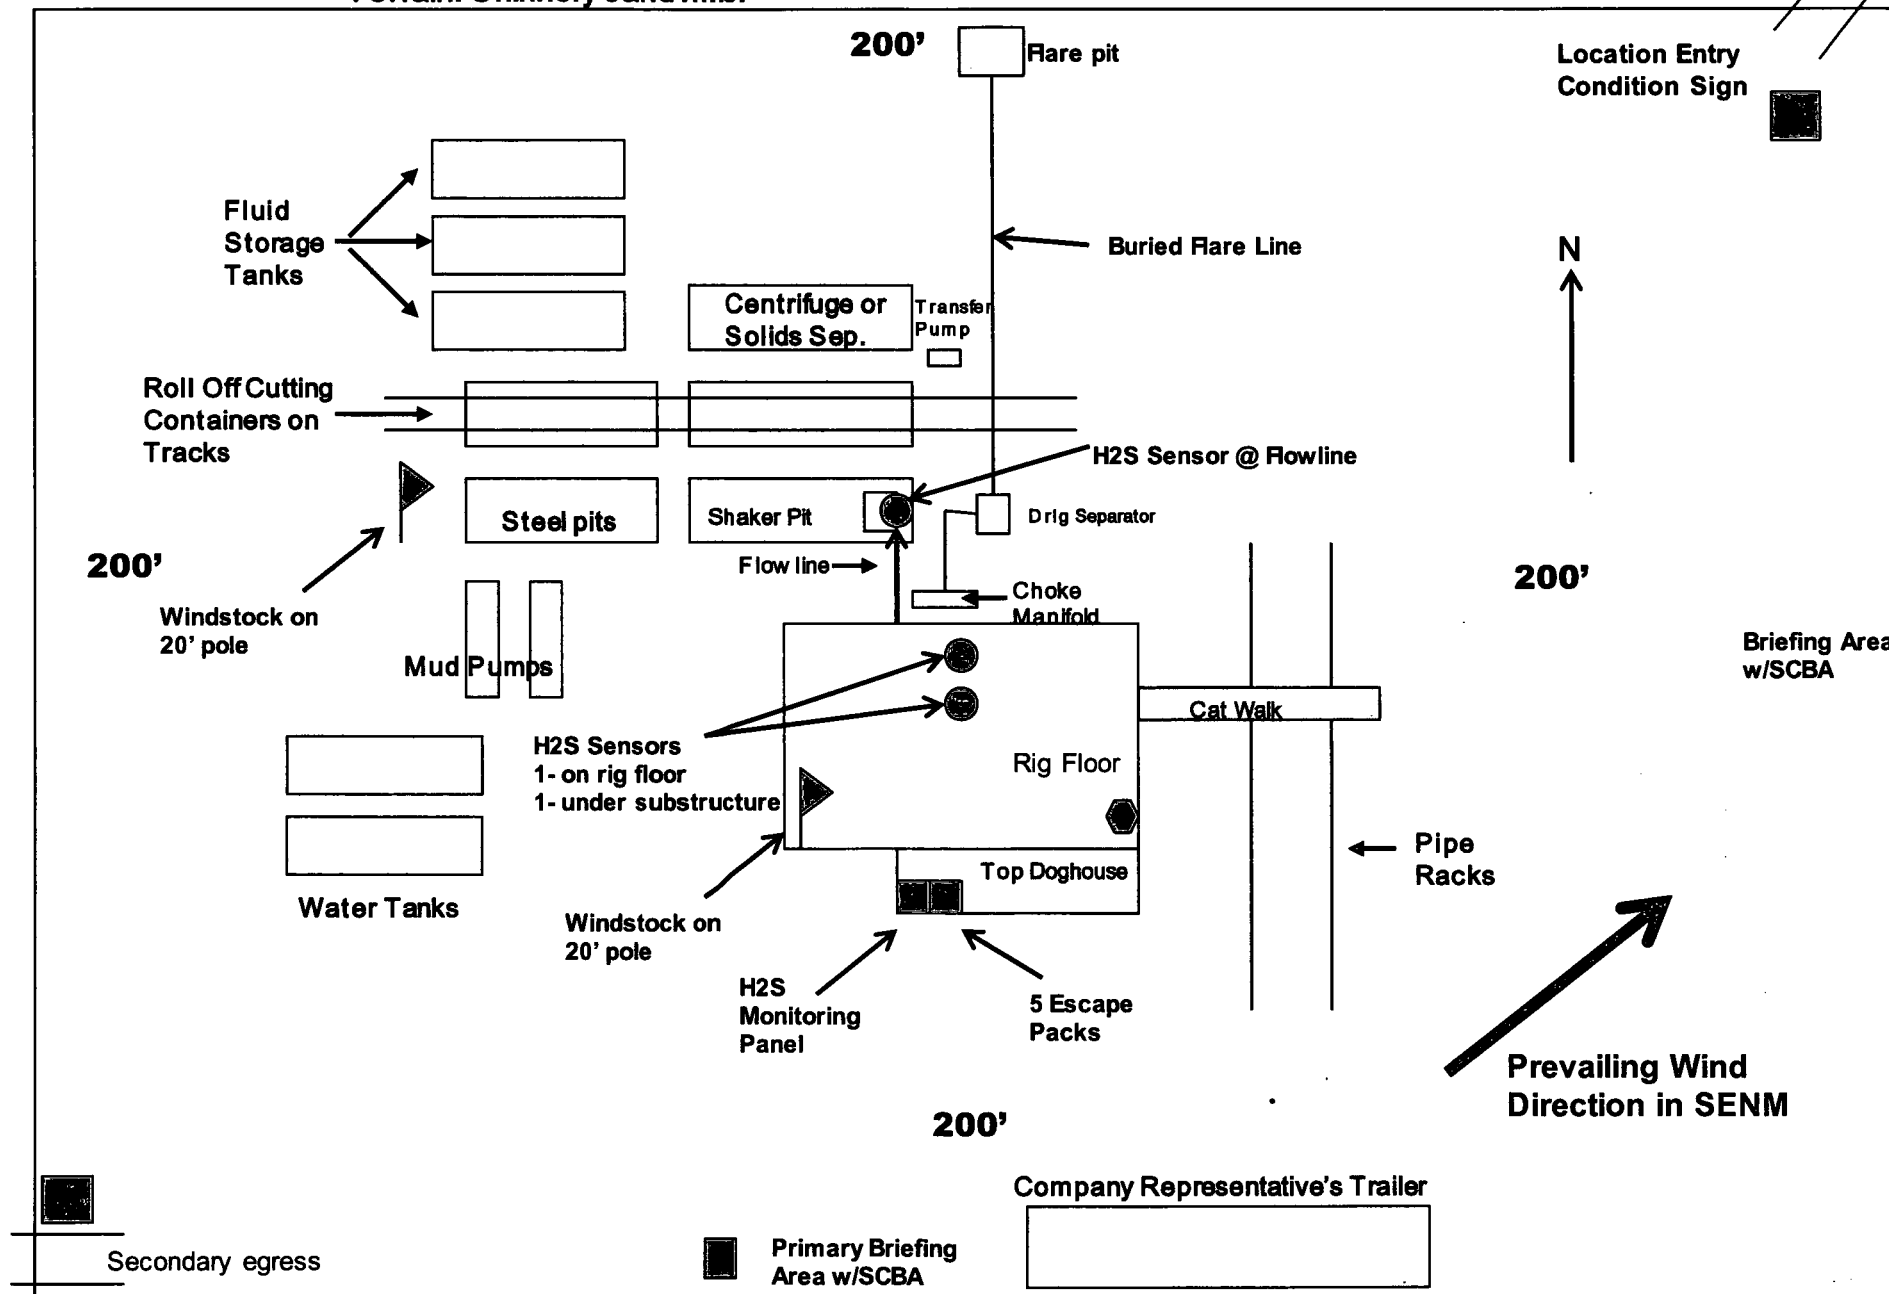 Terrain: Shinnery sand hills.
200’
Flare pit
Location Entry
Condition Sign
Fluid
Storage
Tanks
Buried Flare Line
N
Centrifuge or
Solids Sep.
Transfer
Pump
Roll Off Cutting
Containers on
Tracks
H2S Sensor @ Flowline
Steel pits
Shaker Pit
Drlg Separator
Flow line
200’
200’
Choke
Manifold
Windstock on
20’ pole
Mud Pumps
Briefing Area
w/SCBA
Cat Walk
H2S Sensors
1- on rig floor
1- under substructure
Rig Floor
Pipe
Racks
Top Doghouse
Water Tanks
Windstock on
20’ pole
H2S
Monitoring
Panel
5 Escape
Packs
Prevailing Wind
Direction in SENM
200’
Company Representative’s Trailer
Secondary egress
Primary Briefing
Area w/SCBA